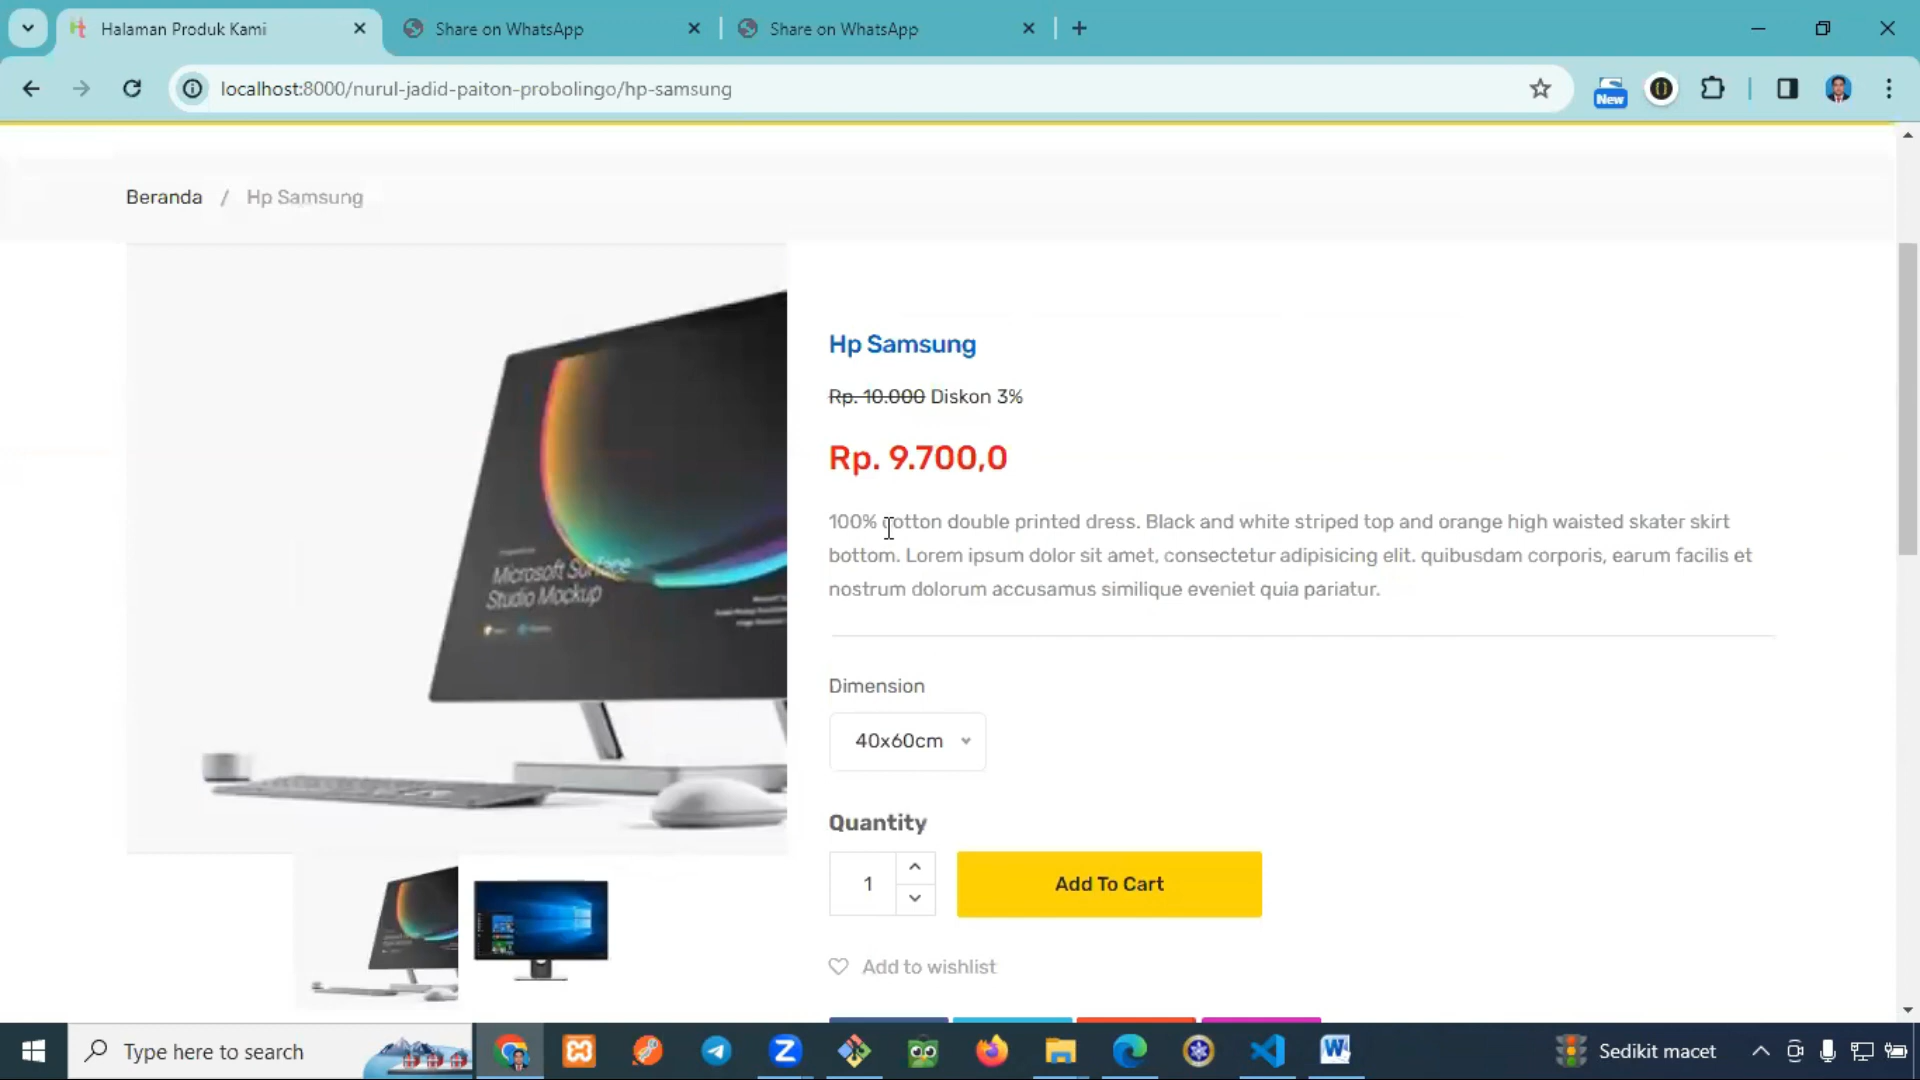 Halaman Produk Kami
Share on WhatsApp
Share on WhatsApp
localhost:8000/nurul-jadid-paiton-probolingo/hp-samsung
New
Beranda / Hp Samsung
Microsoft Surface
Studio Mockup
Hp Samsung
Rp. 10.000 Diskon 3%
Rp. 9.700,0
100% cotton double printed dress. Black and white striped top and orange high waisted skater skirt
bottom. Lorem ipsum dolor sit amet, consectetur adipisicing elit. quibusdam corporis, earum facilis et
nostrum dolorum accusamus similique eveniet quia pariatur.
Dimension
40x60cm
Quantity
1
Add To Cart
Add to wishlist
Type here to search
Sedikit macet